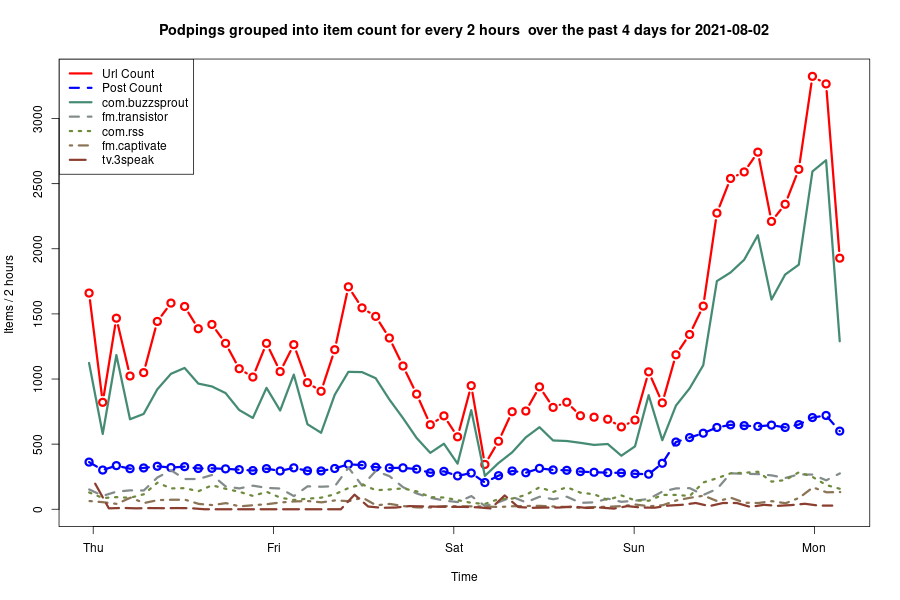 Podpings grouped into item count for every 2 hours  over the past 4 days for 2021-08-02
Url Count
Post Count
com.buzzsprout
fm.transistor
com.rss
fm.captivate
tv.3speak
Items / 2 hours
3000
2500
2000
1500
1000
500
0
Thu Fri Sat Sun Mon
Time